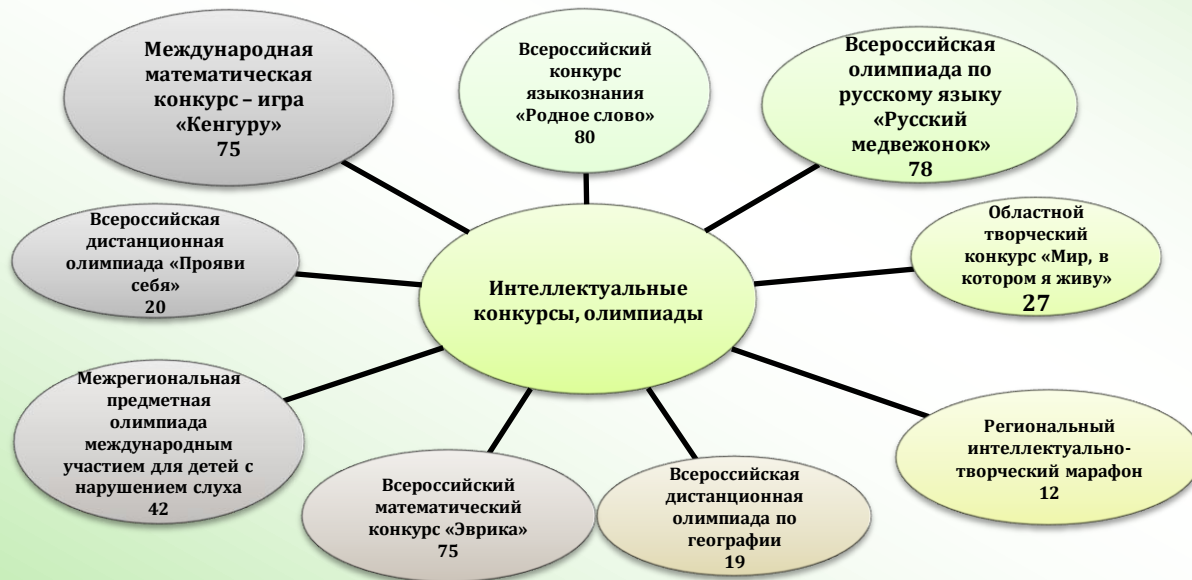 Международная
математическая
конкурс – игра
«Кенгуру»
75
Всероссийский
конкурс
языкознания
«Родное слово»
80
Всероссийская
олимпиада по
русскому языку
«Русский
медвежонок»
78
Всероссийская
дистанционная
олимпиада «Прояви
себя»
20
Интеллектуальные
конкурсы, олимпиады
Областной
творческий
конкурс «Мир, в
котором я живу»
27
Межрегиональная
предметная
олимпиада
международным
участием для детей с
нарушением слуха
42
Всероссийский
математический
конкурс «Эврика»
75
Всероссийская
дистанционная
олимпиада по
географии
19
Региональный
интеллектуально-
творческий марафон
12